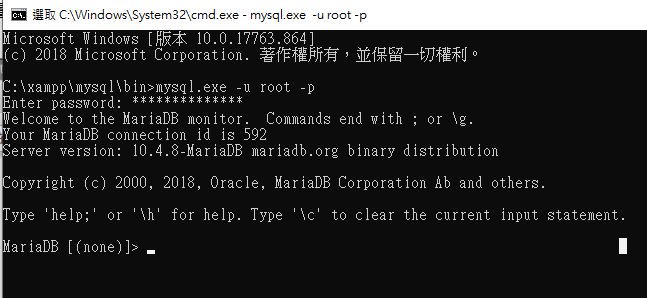 選取 C:\Windows\System32\cmd.exe - mysql.exe  -u root -p
Microsoft Windows [版本 10.0.17763.864]
(c) 2018 Microsoft Corporation. 著作權所有，並保留一切權利。
C:\xampp\mysql\bin>mysql.exe -u root -p
Enter password: **************
Welcome to the MariaDB monitor.  Commands end with ; or \g.
Your MariaDB connection id is 592
Server version: 10.4.8-MariaDB mariadb.org binary distribution
Copyright (c) 2000, 2018, Oracle, MariaDB Corporation Ab and others.
Type 'help;' or '\h' for help. Type '\c' to clear the current input statement.
MariaDB [(none)]>